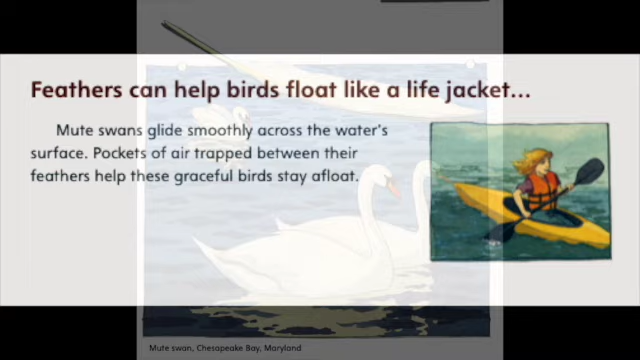 Feathers can help birds float like a life jacket...
Mute swans glide smoothly across the water's
surface. Pockets of air trapped between their
feathers help these graceful birds stay afloat.
Mute swan, Chesapeake Bay, Maryland